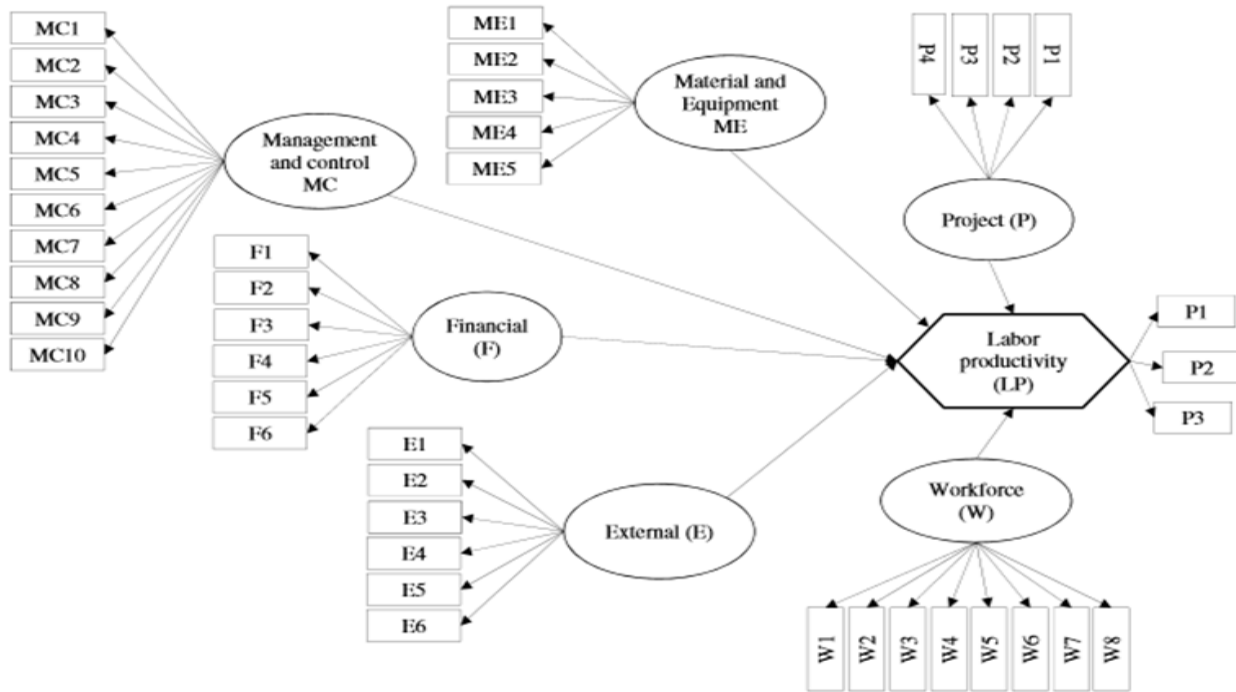 MC1
MC2
MC3
MC4
MC5
MC6
MC7
MC8
MC9
MC10
Management
and control
MC
ME1
ME2
ME3
ME4
ME5
Material and
Equipment
ME
P4
P3
P2
P1
Project (P)
F1
F2
F3
F4
F5
F6
Financial
(F)
Labor
productivity
(LP)
P1
P2
P3
E1
E2
E3
E4
E5
E6
External (E)
Workforce
(W)
W1
W2
W3
W4
W5
W6
W7
W8